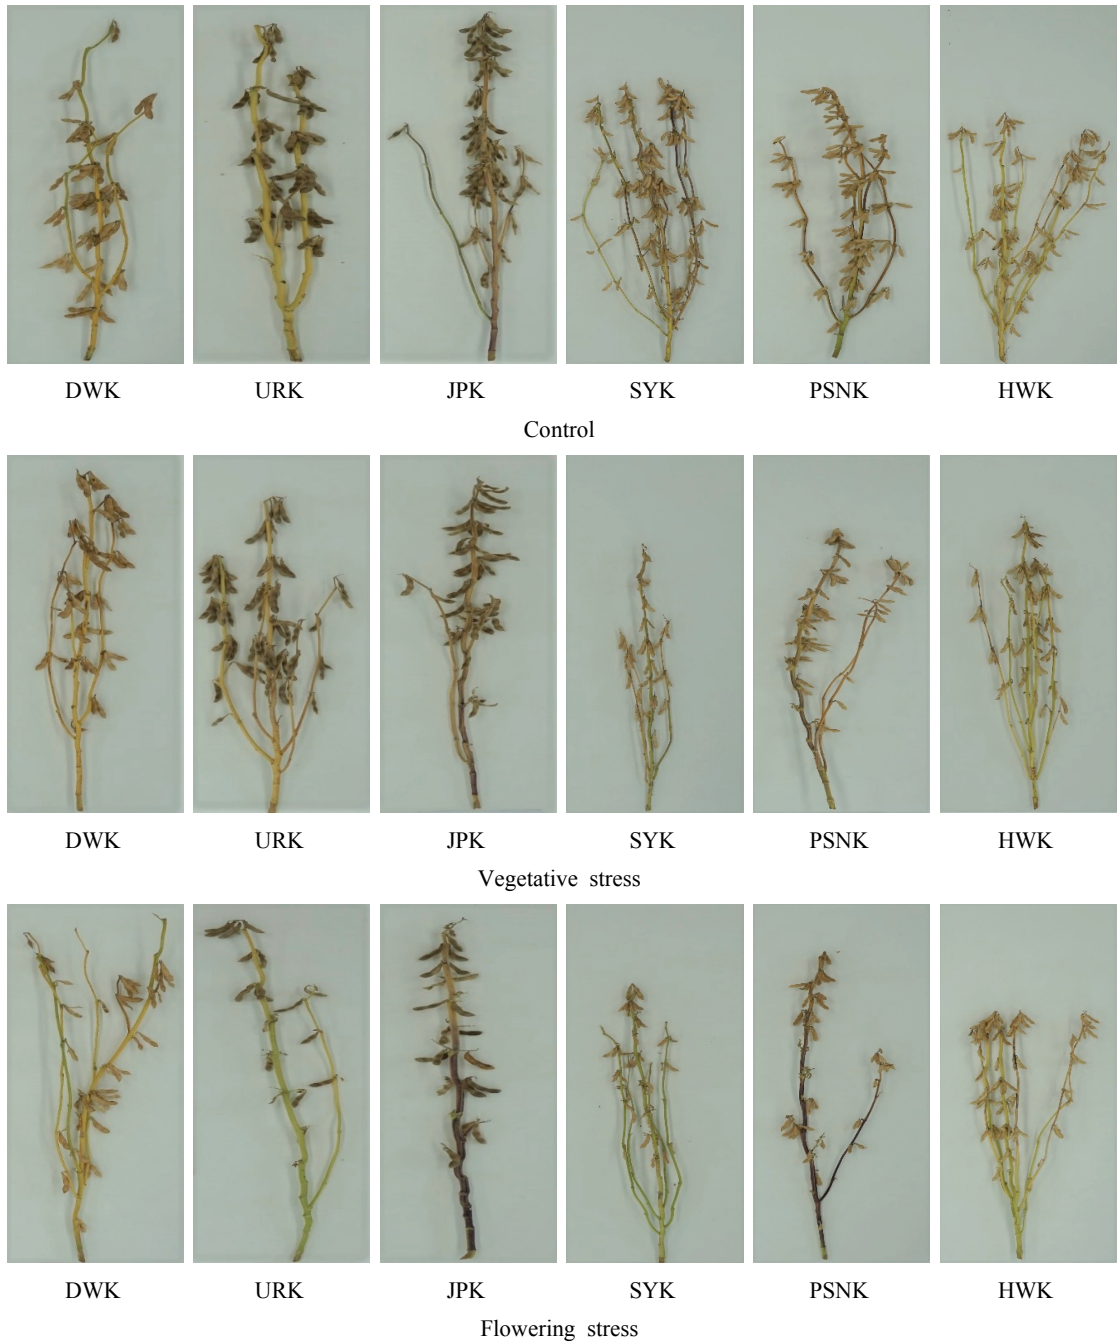 DWK URK JPK SYK PSNK HWK
Control
DWK URK JPK SYK PSNK HWK
Vegetative stress
DWK URK JPK SYK PSNK HWK
Flowering stress